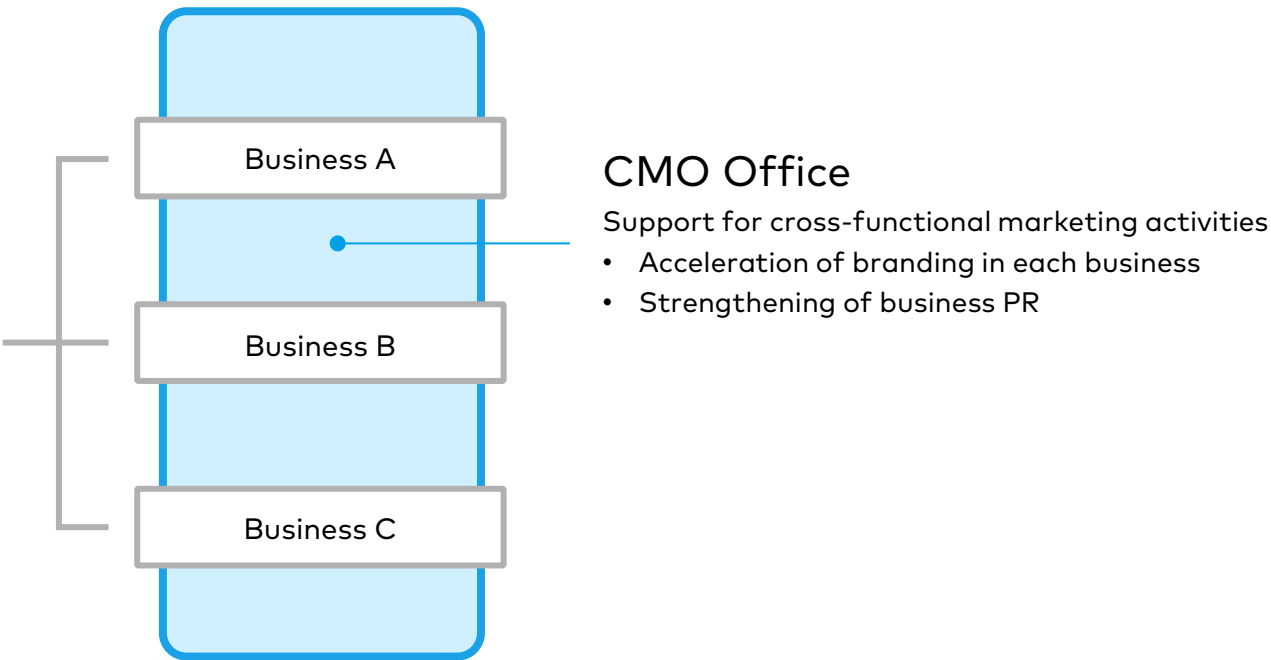 Business A
CMO Office
Support for cross-functional marketing activities
• Acceleration of branding in each business
• Strengthening of business PR
Business B
Business C